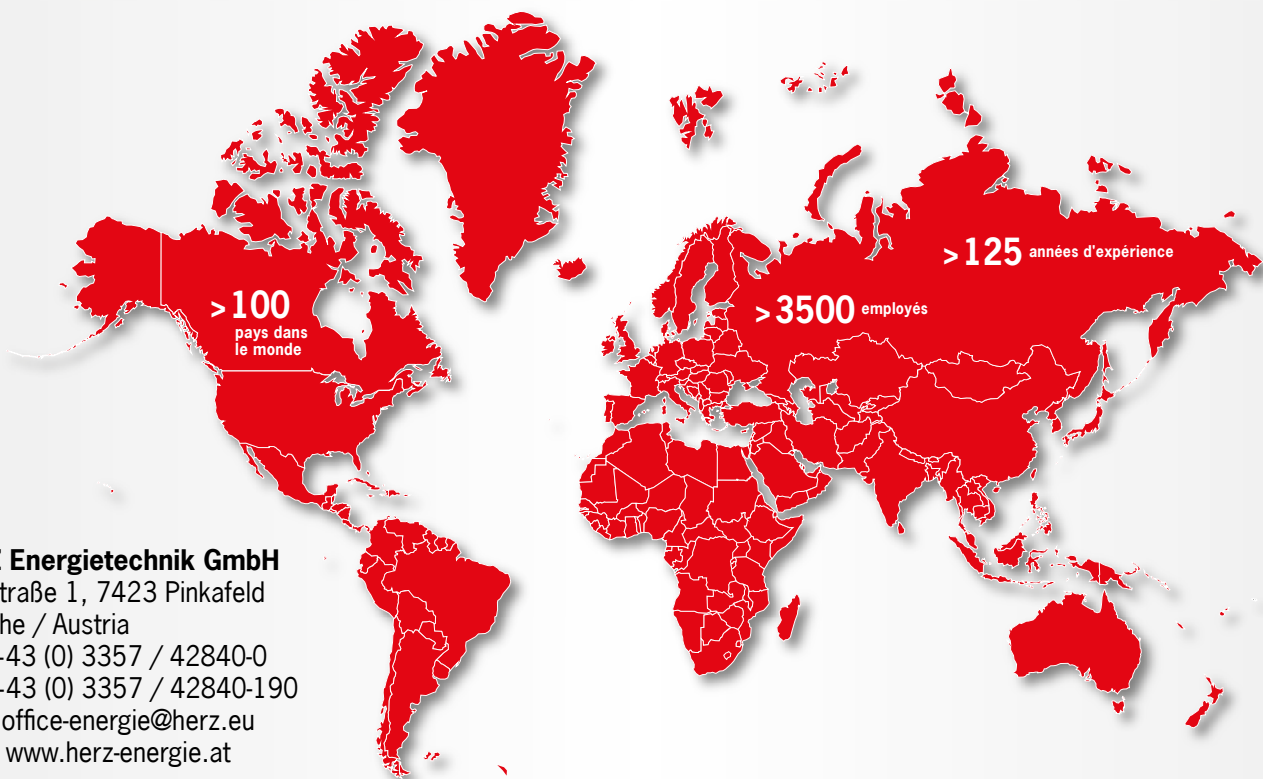 > 125 années d'expérience
> 100
pays dans
le monde
> 3500 employés
Energietechnik GmbH
traße 1, 7423 Pinkafeld
he / Austria
43 (0) 3357 / 42840-0
43 (0) 3357 / 42840-190
office-energie@herz.eu
www.herz-energie.at